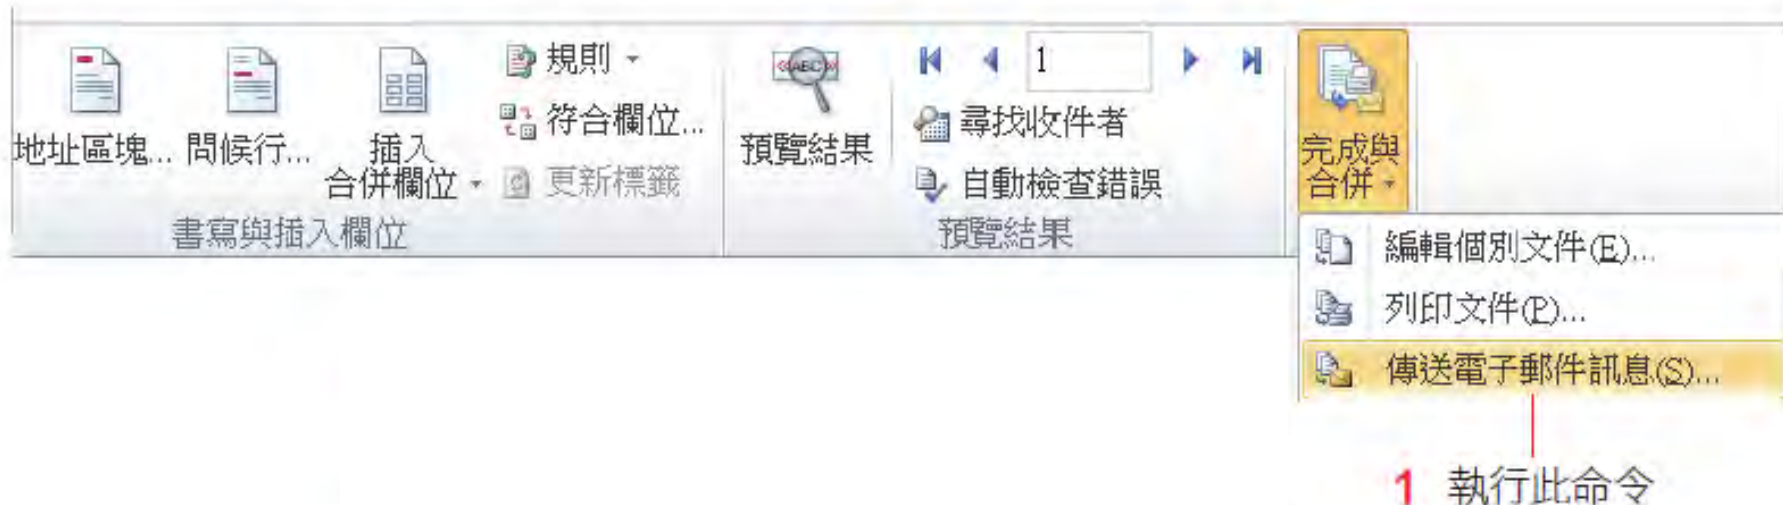 地址區塊...
問候行...
插入
合併欄位
規則
符合欄位...
更新標籤
書寫與插入欄位
«ABC»
預覽結果
1
尋找收件者
自動檢查錯誤
預覽結果
完成與
合併
編輯個別文件(E)...
列印文件(P)...
傳送電子郵件訊息(S)...
1 執行此命令